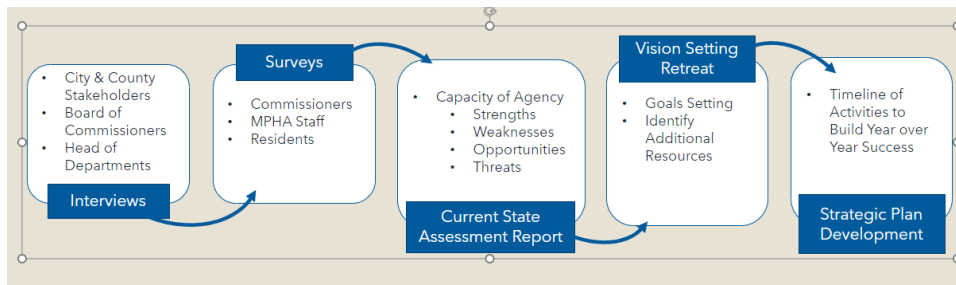 • City & County
Stakeholders
• Board of
Commissioners
• Head of
Departments
Interviews
Surveys
• Commissioners
• MPHA Staff
• Residents
• Capacity of Agency
• Strengths
• Weaknesses
• Opportunities
• Threats
Current State
Assessment Report
Vision Setting
Retreat
• Goals Setting
• Identify
Additional
Resources
• Timeline of
Activities to
Build Year over
Year Success
Strategic Plan
Development